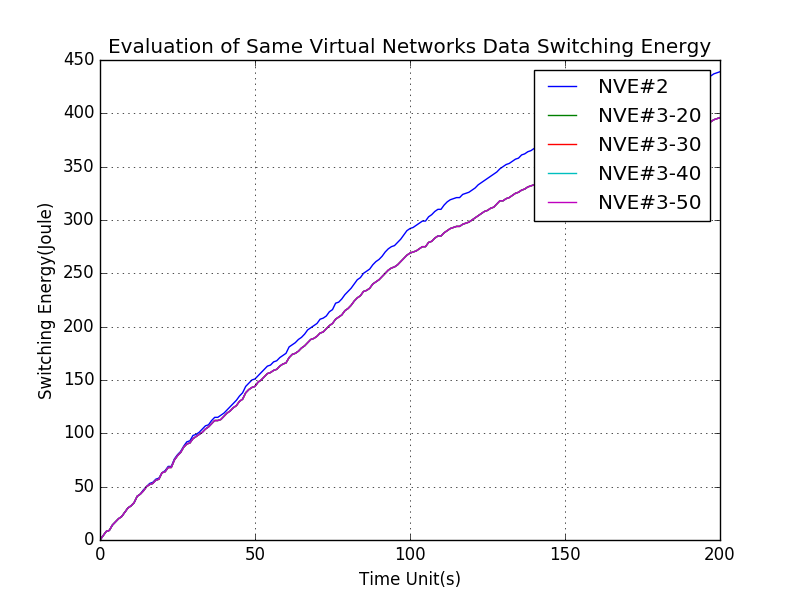 Evaluation of Same Virtual Networks Data Switching Energy
450
400
350
300
250
200
150
100
50
0
Switching Energy(Joule)
NVE#2
NVE#3-20
NVE#3-30
NVE#3-40
NVE#3-50
0 50 100 150 200
Time Unit(s)